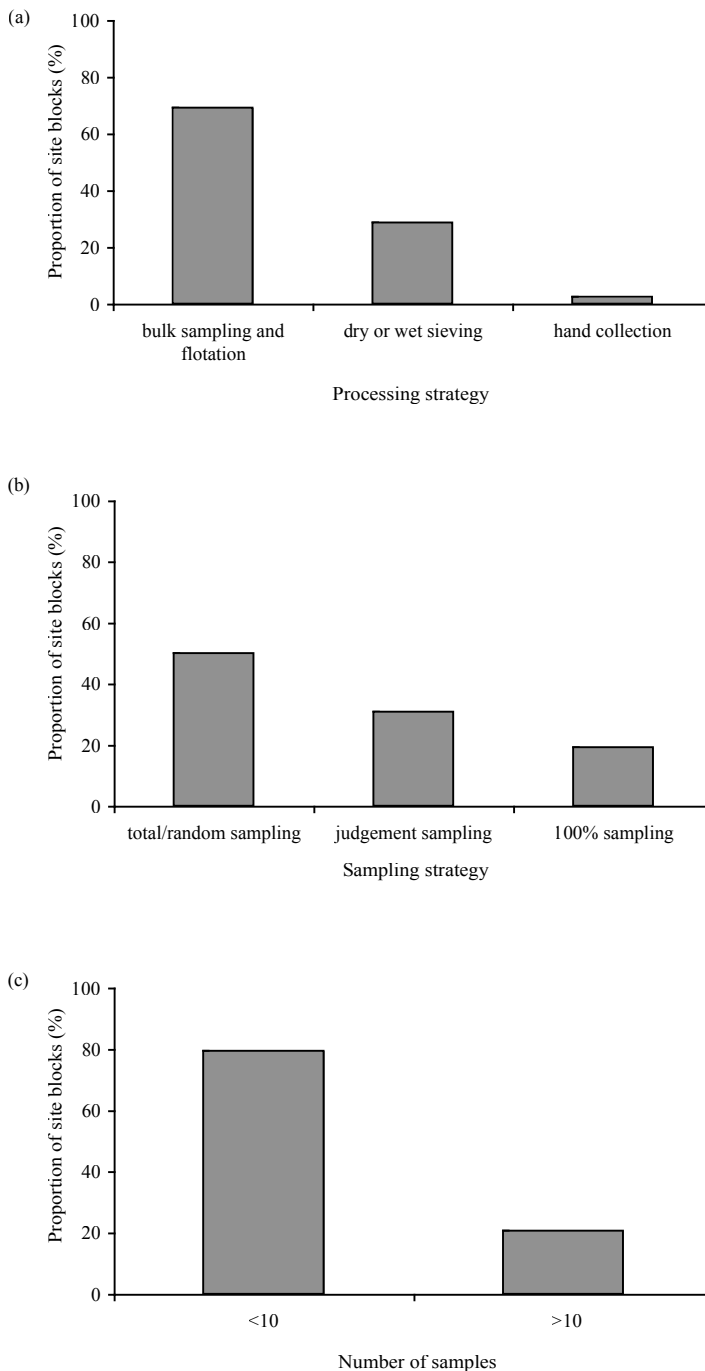 (a)
Proportion of site blocks (%)
100
80
60
40
20
0
bulk sampling and
flotation
dry or wet sieving
hand collection
Processing strategy
(b)
Proportion of site blocks (%)
100
80
60
40
20
0
total/random sampling
judgement sampling
100% sampling
Sampling strategy
(c)
Proportion of site blocks (%)
100
80
60
40
20
0
<10
>10
Number of samples